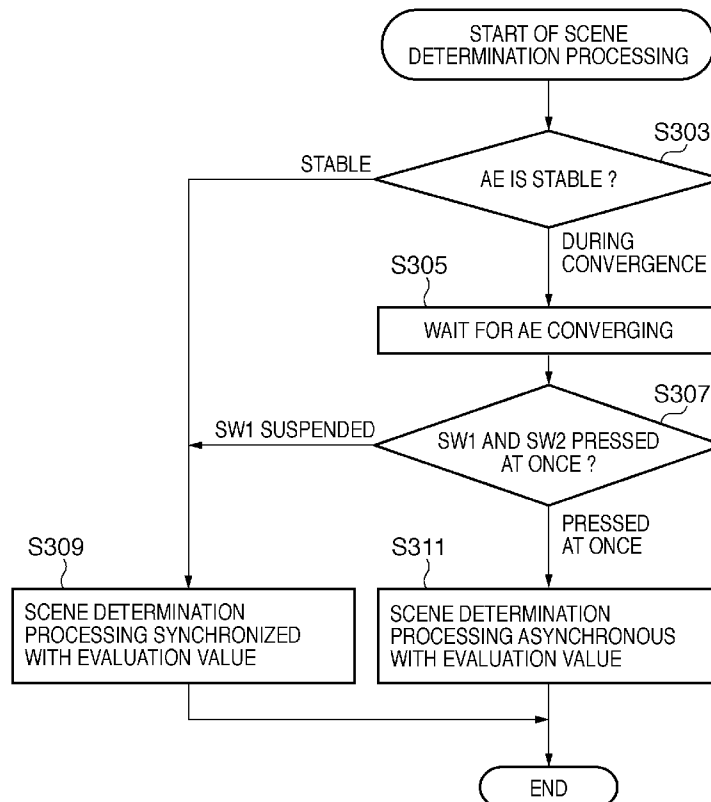 START OF SCENE
DETERMINATION PROCESSING
S303
STABLE
AE IS STABLE ?
DURING
CONVERGENCE
S305
WAIT FOR AE CONVERGING
S307
SW1 SUSPENDED
SW1 AND SW2 PRESSED
AT ONCE ?
PRESSED
AT ONCE
S309
S311
SCENE DETERMINATION
PROCESSING SYNCHRONIZED
WITH EVALUATION VALUE
SCENE DETERMINATION
PROCESSING ASYNCHRONOUS
WITH EVALUATION VALUE
END